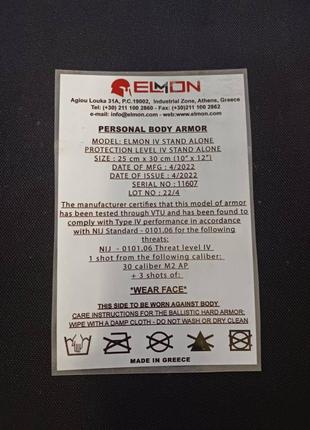 ELMON
Agiou Louka 31A, P.C.19002, Industrial Zone, Athens, Greece
Tel: (+30) 211 100 2860 - Fax: (+30)211 100 2862
e-mail: info@elmon.com - web:www.elmon.com
PERSONAL BODY ARMOR
MODEL: ELMON IV STAND ALONE
PROTECTION LEVEL IV STAND ALONE
SIZE : 25 cm x 30 cm (10" x 12")
DATE OF MFG : 4/2022
DATE OF ISSUE : 4/2022
SERIAL NO : 11607
LOT NO : 22/4
The manufacturer certifies that this model of armor
has been tested through VTU and has been found to
comply with Type IV performance in accordance
with NIJ Standard - 0101.06 for the following
threats:
NIJ - 0101.06 Threat level IV
1 shot from the following caliber:
30 caliber M2 AP
+ 3 shots of:
"WEAR FACE"
THIS SIDE TO BE WORN AGAINST BODY
CARE INSTRUCTIONS FOR THE BALLISTIC HARD ARMOR:
WIPE WITH A DAMP CLOTH - DO NOT WASH OR DRY CLEAN
MADE IN GREECE